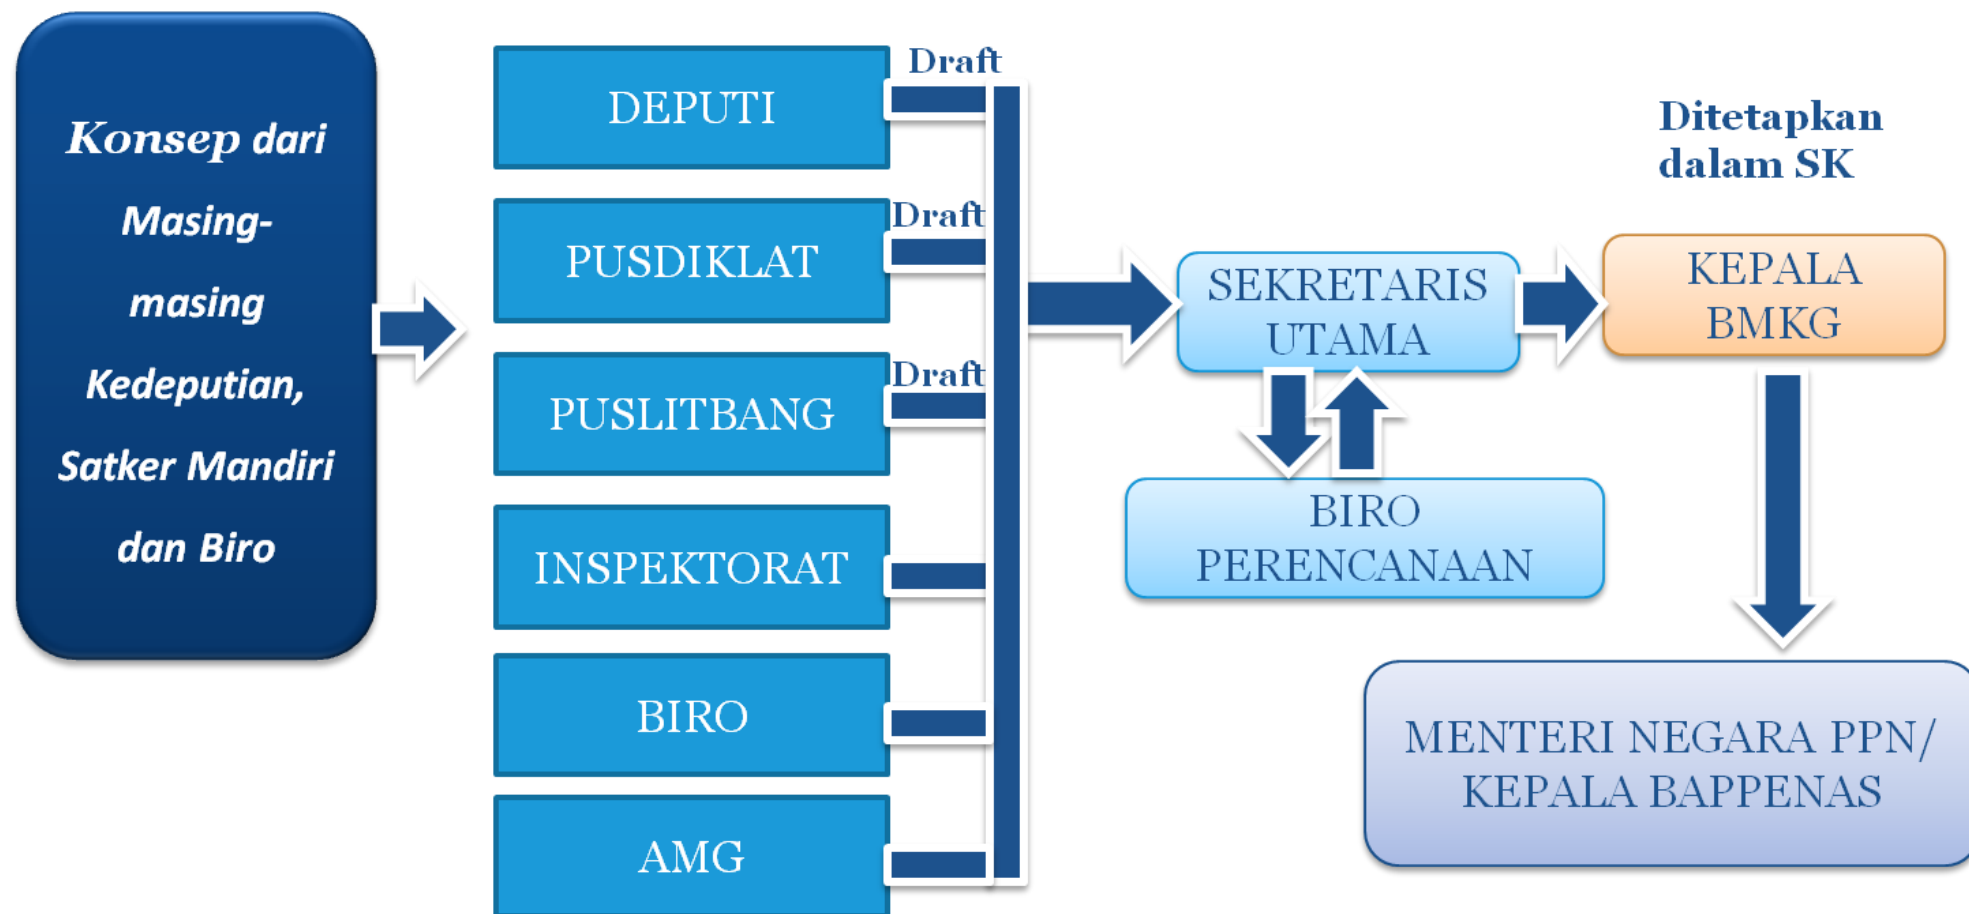 Konsep dari
Masing-
masing
Kedeputian,
Satker Mandiri
dan Biro
DEPUTI
Draft
PUSDIKLAT
Draft
PUSLITBANG
Draft
INSPEKTORAT
BIRO
AMG
SEKRETARIS
UTAMA
BIRO
PERENCANAAN
Ditetapkan
dalam SK
KEPALA
BMKG
MENTERI NEGARA PPN/
KEPALA BAPPENAS